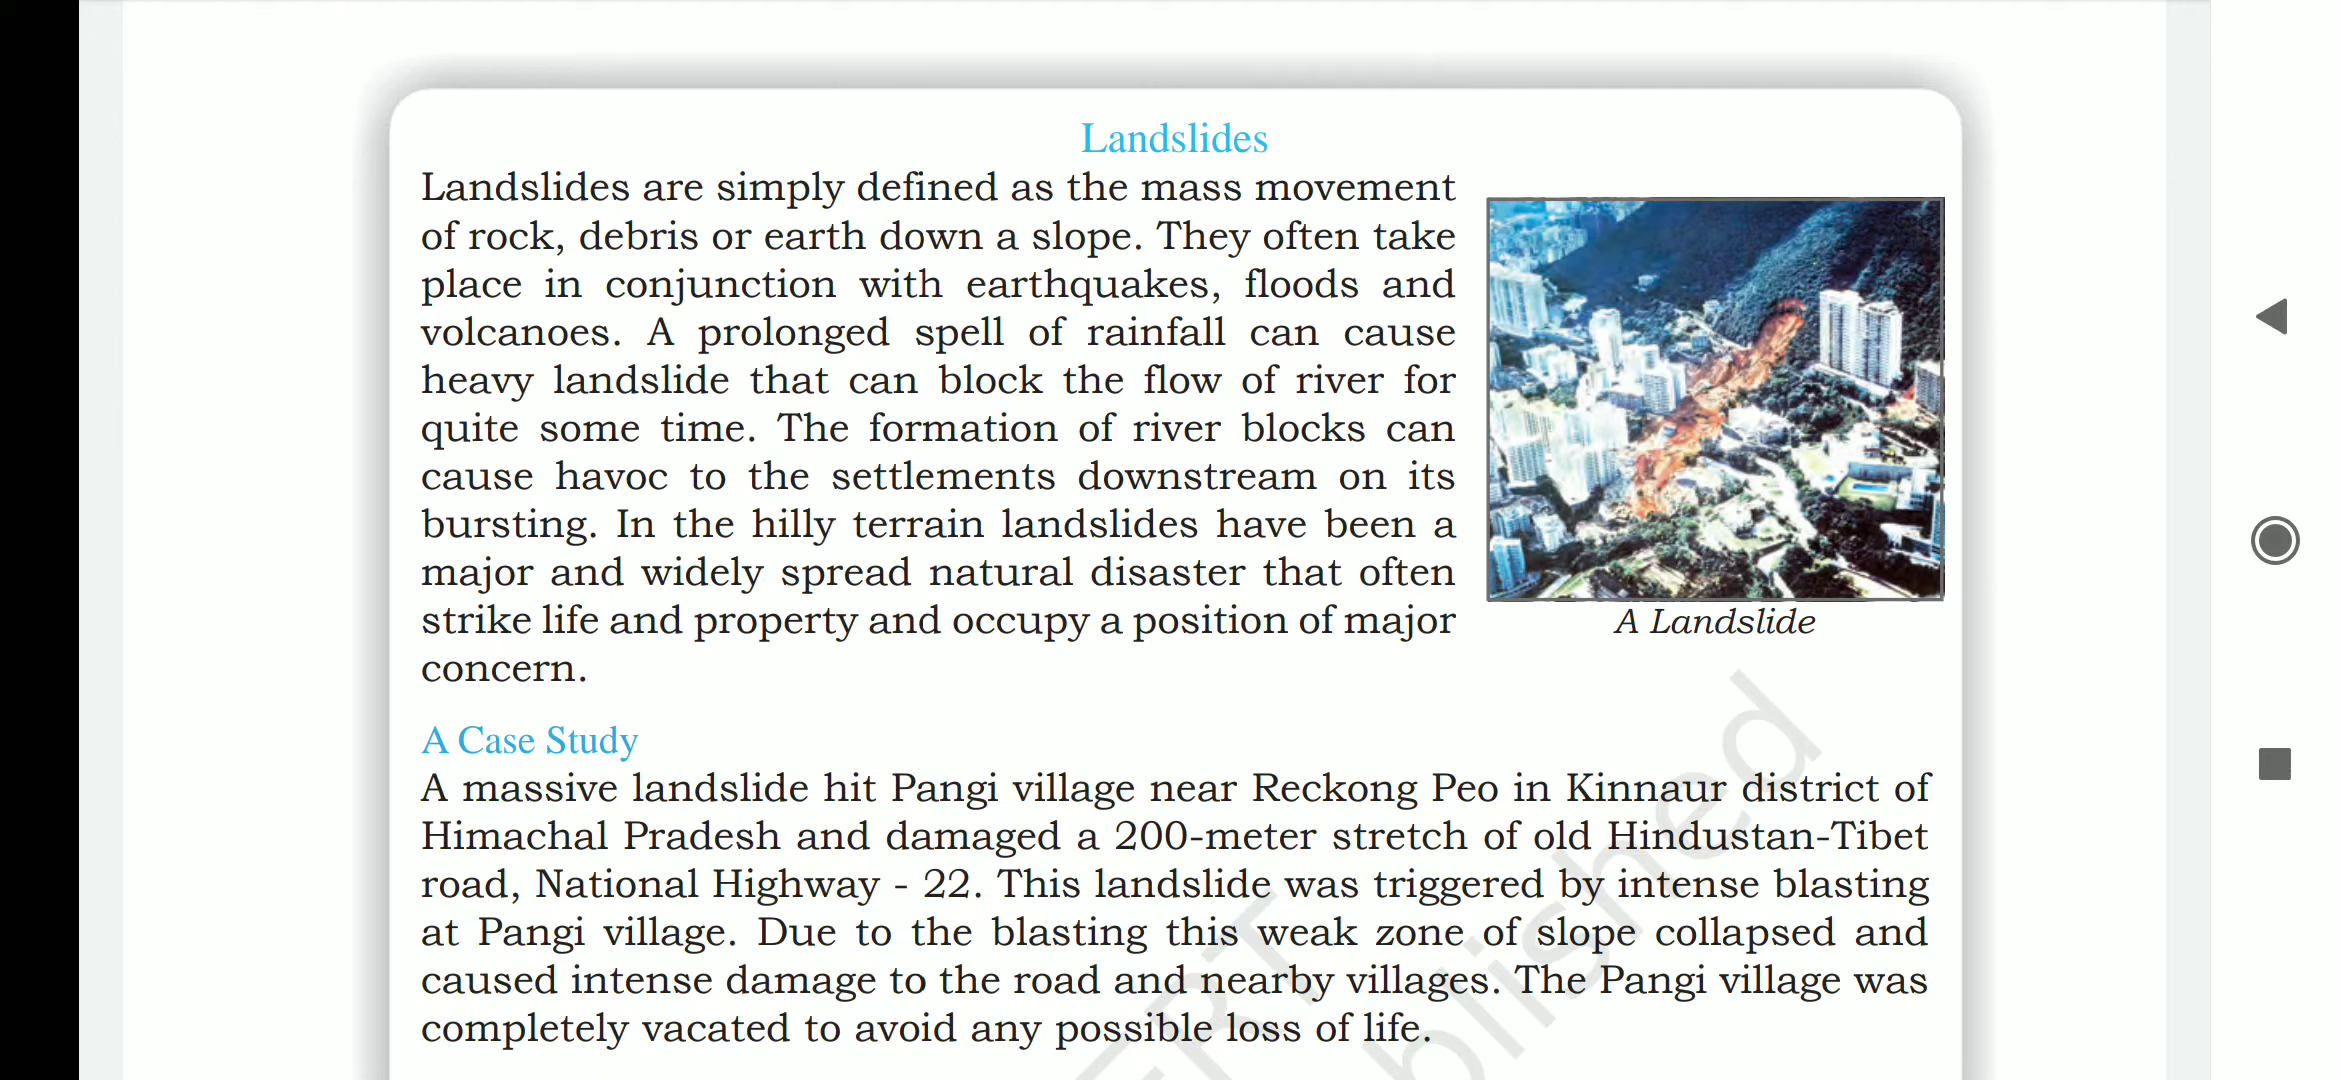 Landslides
Landslides are simply defined as the mass movement
of rock, debris or earth down a slope. They often take
place in conjunction with earthquakes, floods and
volcanoes. A prolonged spell of rainfall can cause
heavy landslide that can block the flow of river for
quite some time. The formation of river blocks can
cause havoc to the settlements downstream on its
bursting. In the hilly terrain landslides have been a
major and widely spread natural disaster that often
strike life and property and occupy a position of major
concern.
A Landslide
A Case Study
A massive landslide hit Pangi village near Reckong Peo in Kinnaur district of
Himachal Pradesh and damaged a 200-meter stretch of old Hindustan-Tibet
road, National Highway - 22. This landslide was triggered by intense blasting
at Pangi village. Due to the blasting this weak zone of slope collapsed and
caused intense damage to the road and nearby villages. The Pangi village was
completely vacated to avoid any possible loss of life.
ERT
blished